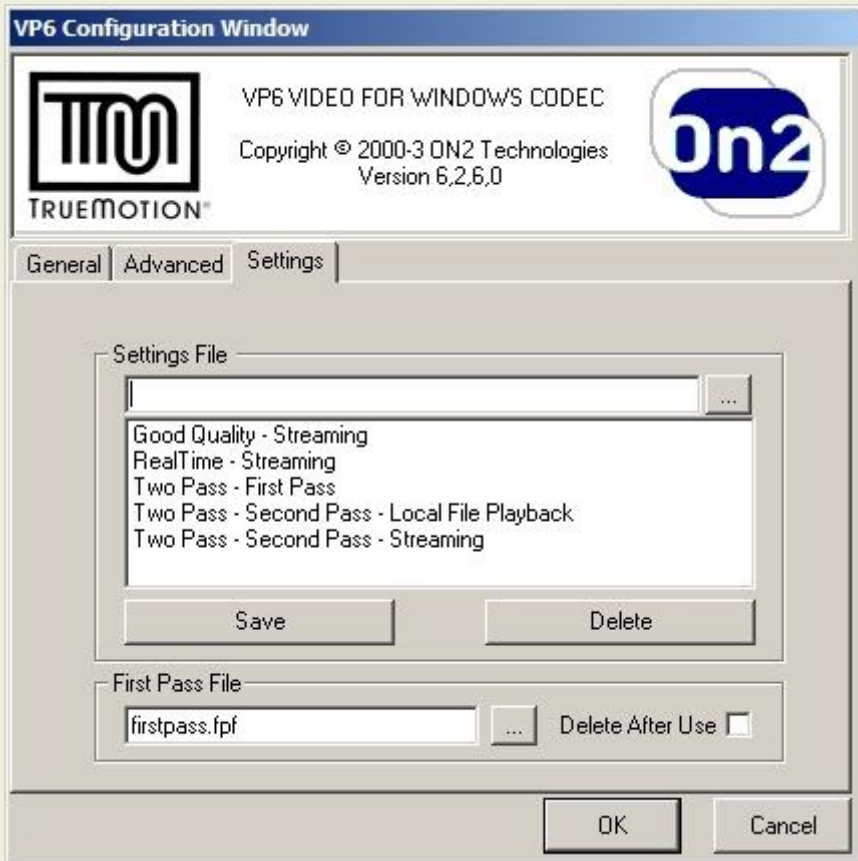 VP6 Configuration Window
VP6 VIDEO FOR WINDOWS CODEC
Copyright © 2000-3 ON2 Technologies
Version 6,2,6,0
TM
TRUEMOTION®
On2
General
Advanced
Settings
Settings File
...
Good Quality - Streaming
RealTime - Streaming
Two Pass - First Pass
Two Pass - Second Pass - Local File Playback
Two Pass - Second Pass - Streaming
Save
Delete
First Pass File
firstpass.fpf
...
Delete After Use
OK
Cancel